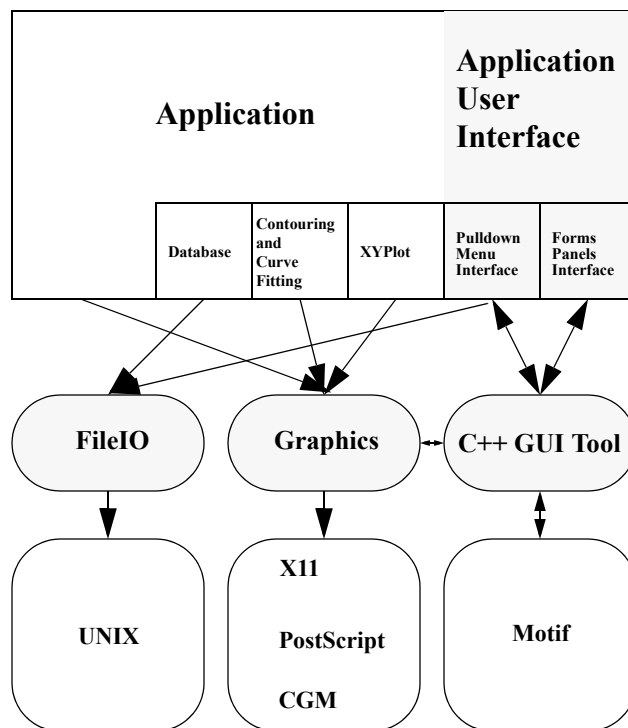 Application
Application
User
Interface
Database
Contouring
and
Curve
Fitting
XYPlot
Pulldown
Menu
Interface
Forms
Panels
Interface
FileIO
Graphics
C++ GUI Tool
UNIX
X11
PostScript
CGM
Motif